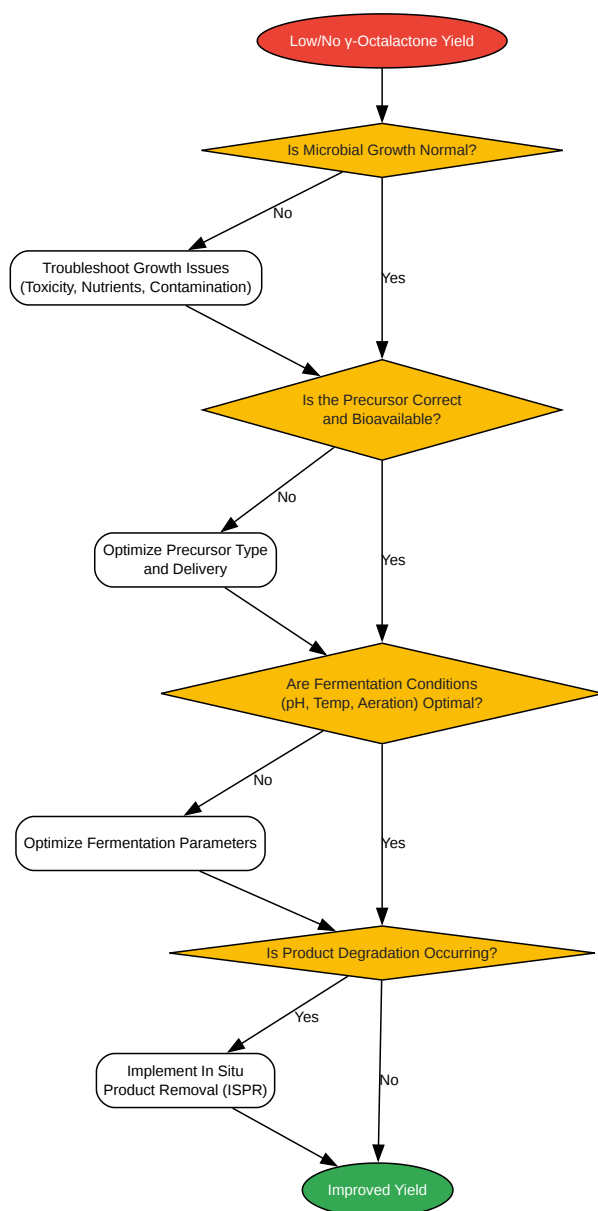 Low/No γ-Octalactone Yield
Is Microbial Growth Normal?
No
Troubleshoot Growth Issues
(Toxicity, Nutrients, Contamination)
Yes
Is the Precursor Correct
and Bioavailable?
No
Optimize Precursor Type
and Delivery
Yes
Are Fermentation Conditions
(pH, Temp, Aeration) Optimal?
No
Optimize Fermentation Parameters
Yes
Is Product Degradation Occurring?
Yes
Implement In Situ
Product Removal (ISPR)
No
Improved Yield